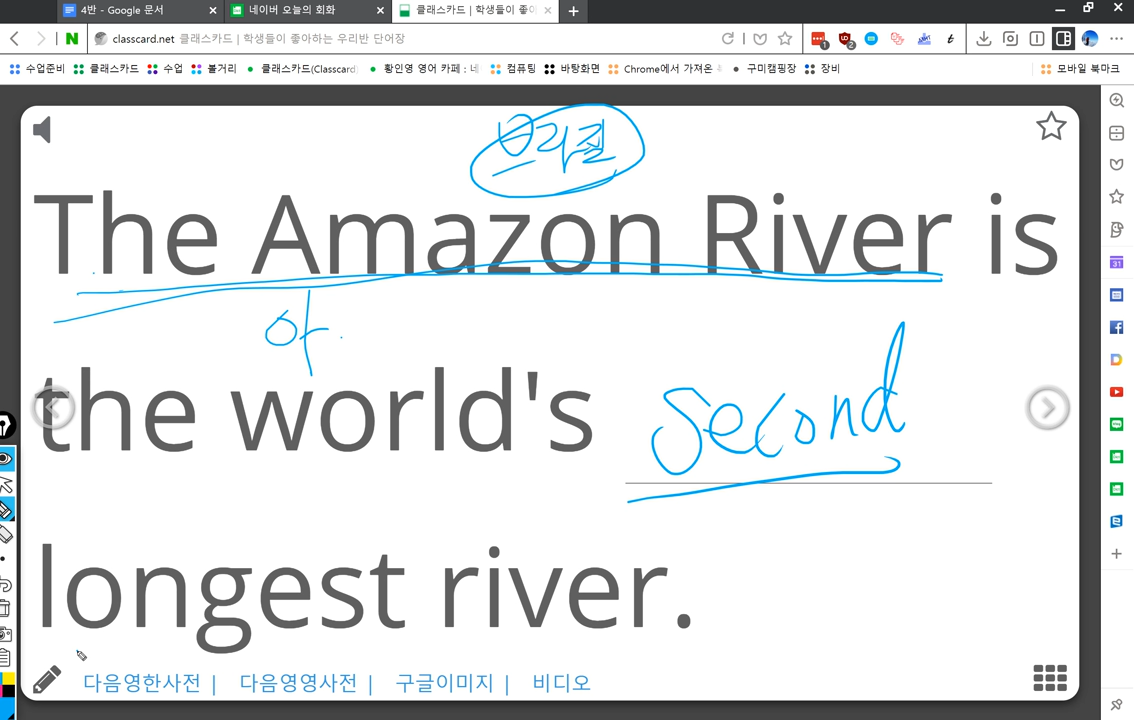 4반 - Google 문서
네이버 오늘의 회화
클래스카드 | 학생들이 좋아
classcard.net 클래스카드 | 학생들이 좋아하는 우리반 단어장
수업준비 클래스카드 수업 볼거리 클래스카드(Classcard 황인영 영어 카페 : 네 컴퓨팅 바탕화면 Chrome에서 가져온 구미캠핑장 장비 모바일 북마크
브라질
The Amazon River is
of
the world's second
longest river.
다음영한사전 | 다음영영사전 | 구글이미지 | 비디오